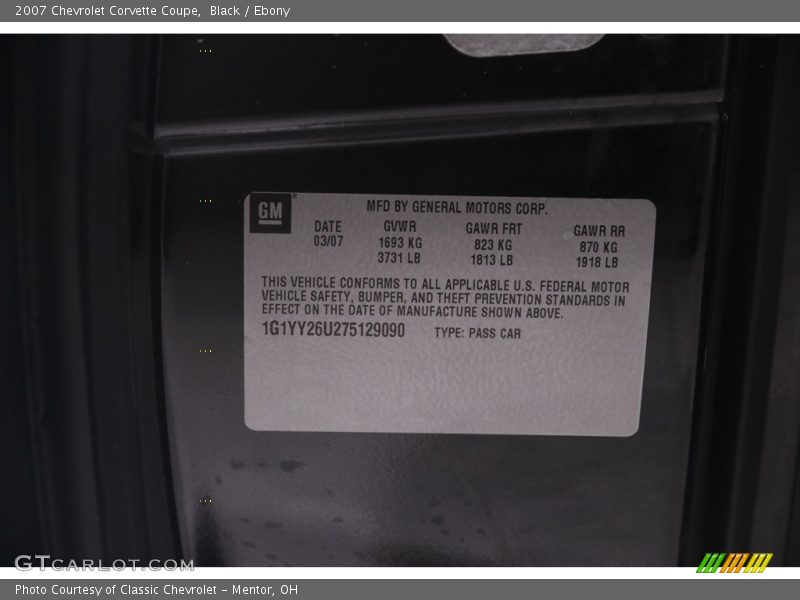 2007 Chevrolet Corvette Coupe,  Black / Ebony
GM
MFD BY GENERAL MOTORS CORP.
DATE GVWR GAWR FRT GAWR RR
03/07 1693 KG 823 KG 870 KG
3731 LB 1813 LB 1918 LB
THIS VEHICLE CONFORMS TO ALL APPLICABLE U.S. FEDERAL MOTOR
VEHICLE SAFETY, BUMPER, AND THEFT PREVENTION STANDARDS IN
EFFECT ON THE DATE OF MANUFACTURE SHOWN ABOVE.
1G1YY26U275129090 TYPE: PASS CAR
GTCARLOT.COM
Photo Courtesy of Classic Chevrolet - Mentor, OH